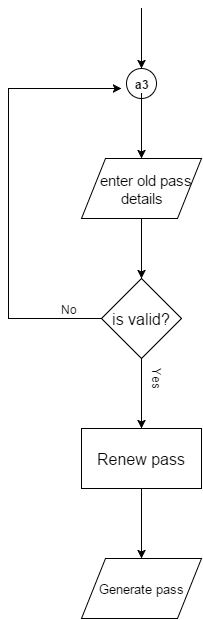 a3
enter old pass
details
is valid?
No
Yes
Renew pass
Generate pass